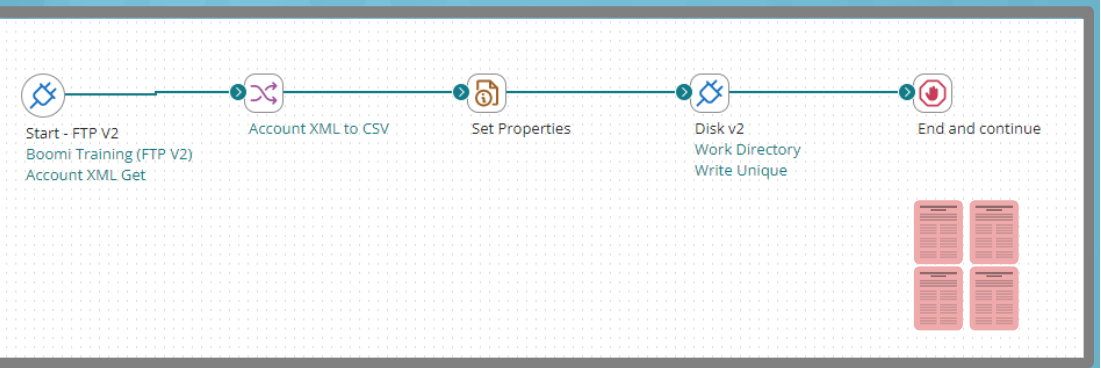 Start - FTP V2
Boomi Training (FTP V2)
Account XML Get
Account XML to CSV
Set Properties
Disk v2
Work Directory
Write Unique
End and continue